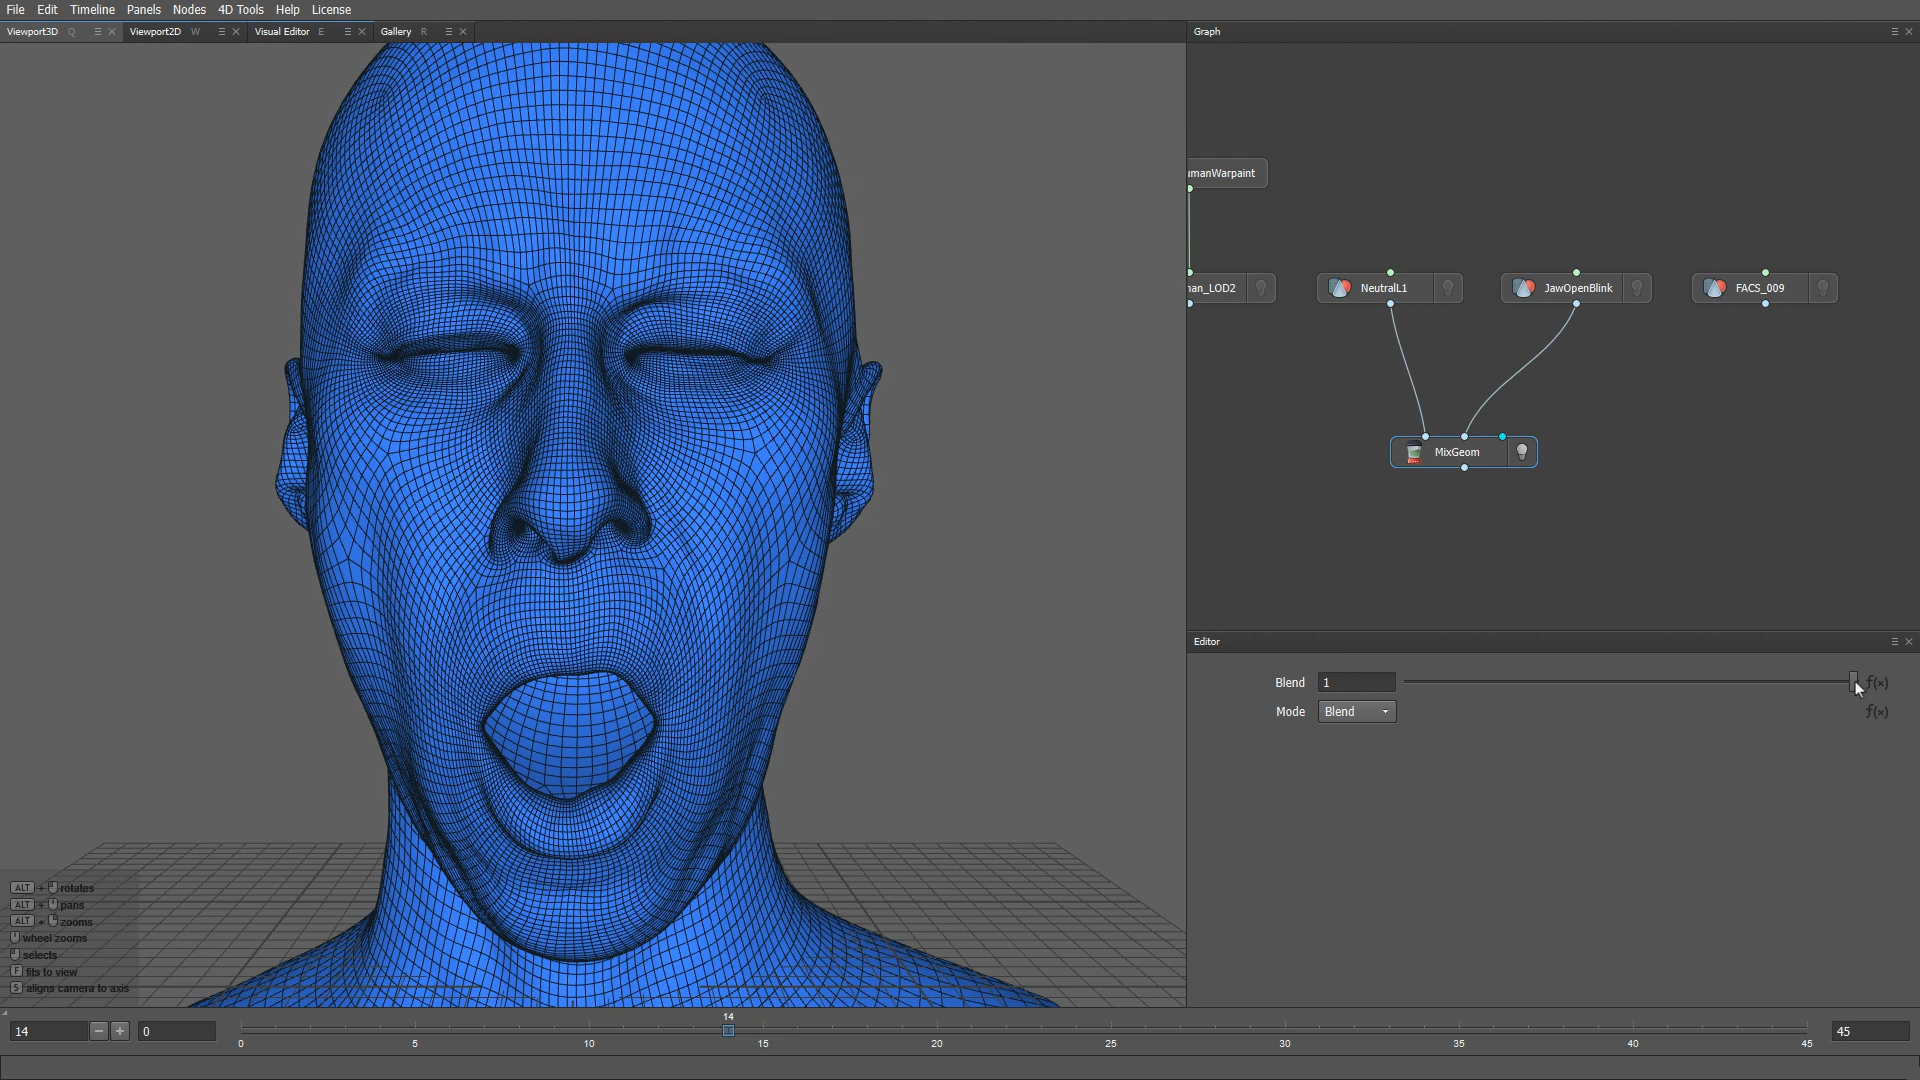 File Edit Timeline Panels Nodes 4D Tools Help License
Viewport3D Q Viewport2D W Visual Editor E Gallery R
Graph
umanWarpaint
nan_LOD2
NeutralL1
JawOpenBlink
FACS_009
MixGeom
Editor
Blend 1 f(x)
Mode Blend f(x)
ALT + rotates
ALT + pans
ALT + zooms
wheel zooms
selects
F fits to view
S aligns camera to axis
14
14 − + 0 45
0 5 10 15 20 25 30 35 40 45